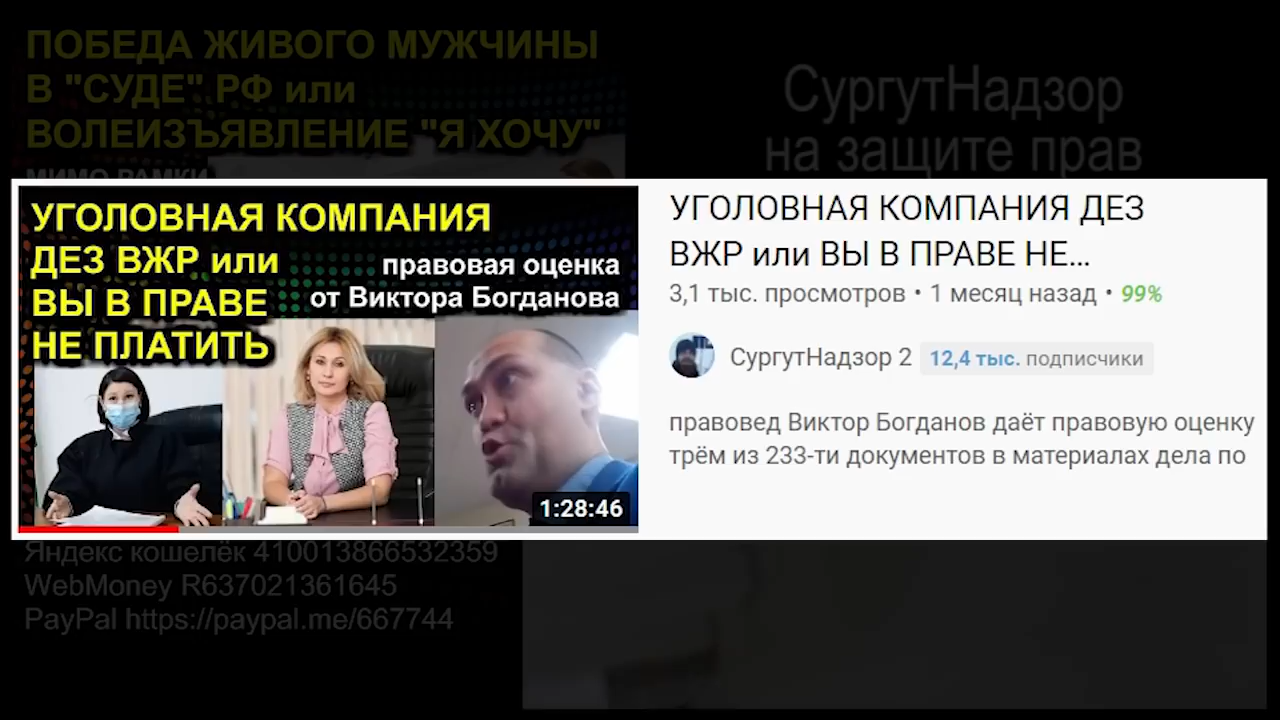 ПОБЕДА ЖИВОГО МУЖЧИНЫ
В "СУДЕ" РФ или
ВОЛЕИЗЪЯВЛЕНИЕ "Я ХОЧУ"
МИМО РАМКИ
СургутНадзор
на защите прав
УГОЛОВНАЯ КОМПАНИЯ
ДЕЗ ВЖР или
ВЫ В ПРАВЕ
НЕ ПЛАТИТЬ
правовая оценка
от Виктора Богданова
1:28:46
УГОЛОВНАЯ КОМПАНИЯ ДЕЗ
ВЖР или ВЫ В ПРАВЕ НЕ...
3,1 тыс. просмотров • 1 месяц назад • 99%
СургутНадзор 2 12,4 тыс. подписчики
правовед Виктор Богданов даёт правовую оценку
трём из 233-ти документов в материалах дела по
Яндекс кошелёк 410013866532359
WebMoney R637021361645
PayPal https://paypal.me/667744